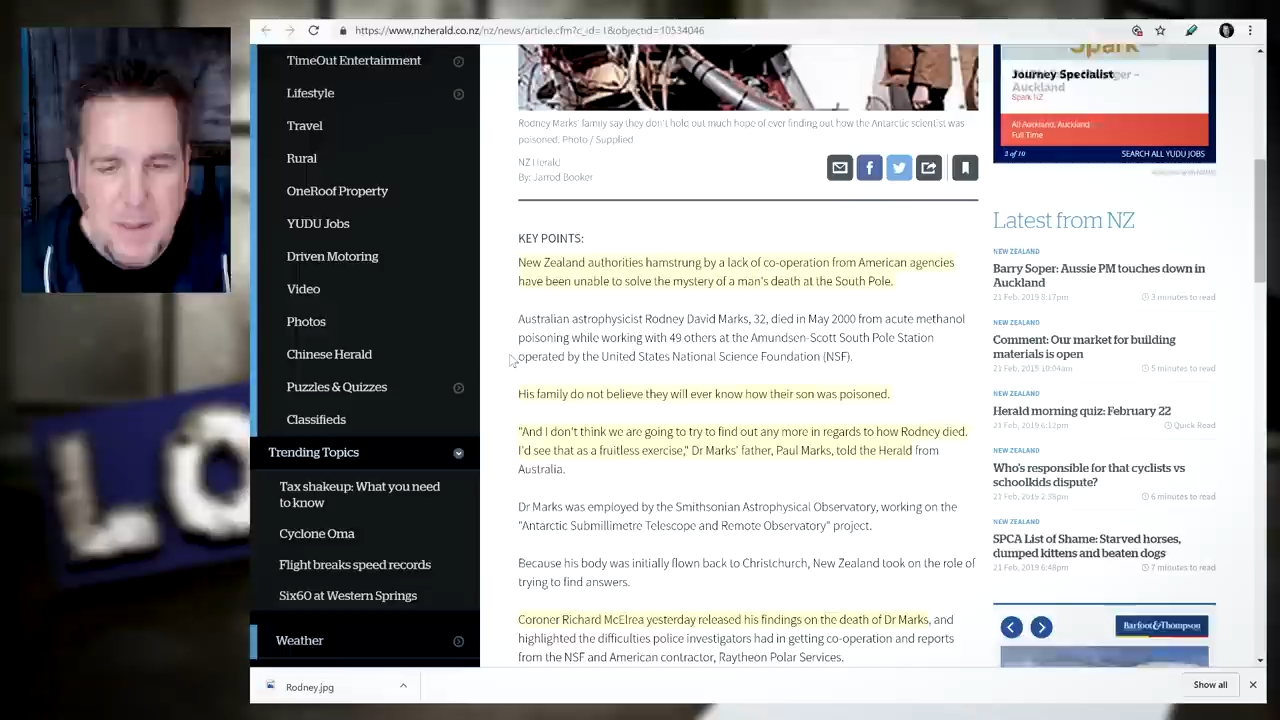 https://www.nzherald.co.nz/nz/news/article.cfm?c_id=1&objectid=10534046
TimeOut Entertainment
Lifestyle
Travel
Rural
OneRoof Property
YUDU Jobs
Driven Motoring
Video
Photos
Chinese Herald
Puzzles & Quizzes
Classifieds
Trending Topics
Tax shakeup: What you need
to know
Cyclone Oma
Flight breaks speed records
Six60 at Western Springs
Weather
Rodney Marks' family say they don't hold out much hope of ever finding out how the Antarctic scientist was
poisoned. Photo / Supplied
NZ Herald
By: Jarrod Booker
KEY POINTS:
New Zealand authorities hamstrung by a lack of co-operation from American agencies
have been unable to solve the mystery of a man's death at the South Pole.
Australian astrophysicist Rodney David Marks, 32, died in May 2000 from acute methanol
poisoning while working with 49 others at the Amundsen-Scott South Pole Station
operated by the United States National Science Foundation (NSF).
His family do not believe they will ever know how their son was poisoned.
"And I don't think we are going to try to find out any more in regards to how Rodney died.
I'd see that as a fruitless exercise," Dr Marks' father, Paul Marks, told the Herald from
Australia.
Dr Marks was employed by the Smithsonian Astrophysical Observatory, working on the
"Antarctic Submillimetre Telescope and Remote Observatory" project.
Because his body was initially flown back to Christchurch, New Zealand took on the role of
trying to find answers.
Coroner Richard McElrea yesterday released his findings on the death of Dr Marks, and
highlighted the difficulties police investigators had in getting co-operation and reports
from the NSF and American contractor, Raytheon Polar Services.
Spark
Journey Specialist
Auckland
Spark NZ
All Auckland, Auckland
Full Time
2 of 10
SEARCH ALL YUDU JOBS
Latest from NZ
NEW ZEALAND
Barry Soper: Aussie PM touches down in
Auckland
21 Feb, 2019 8:17pm
3 minutes to read
NEW ZEALAND
Comment: Our market for building
materials is open
21 Feb, 2019 10:04am
5 minutes to read
NEW ZEALAND
Herald morning quiz: February 22
21 Feb, 2019 6:12pm
Quick Read
NEW ZEALAND
Who's responsible for that cyclists vs
schoolkids dispute?
21 Feb, 2019 2:38pm
6 minutes to read
NEW ZEALAND
SPCA List of Shame: Starved horses,
dumped kittens and beaten dogs
21 Feb, 2019 6:48pm
7 minutes to read
Barfoot&Thompson
Rodney.jpg
Show all